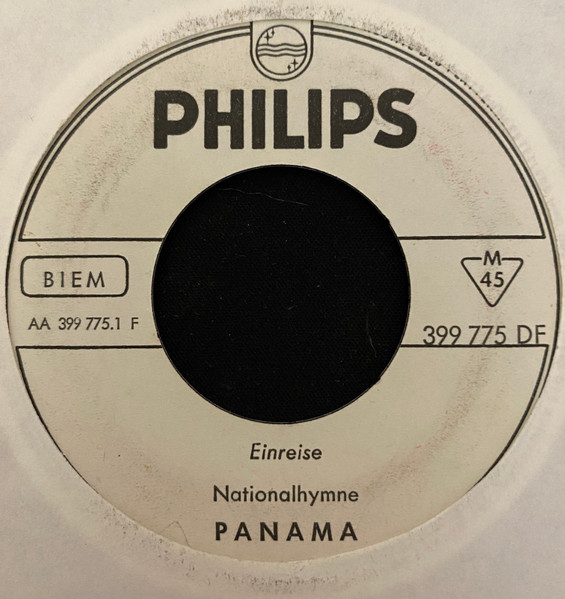 PHILIPS
BIEM
M
45
AA 399 775.1 F
399 775 DF
Einreise
Nationalhymne
PANAMA